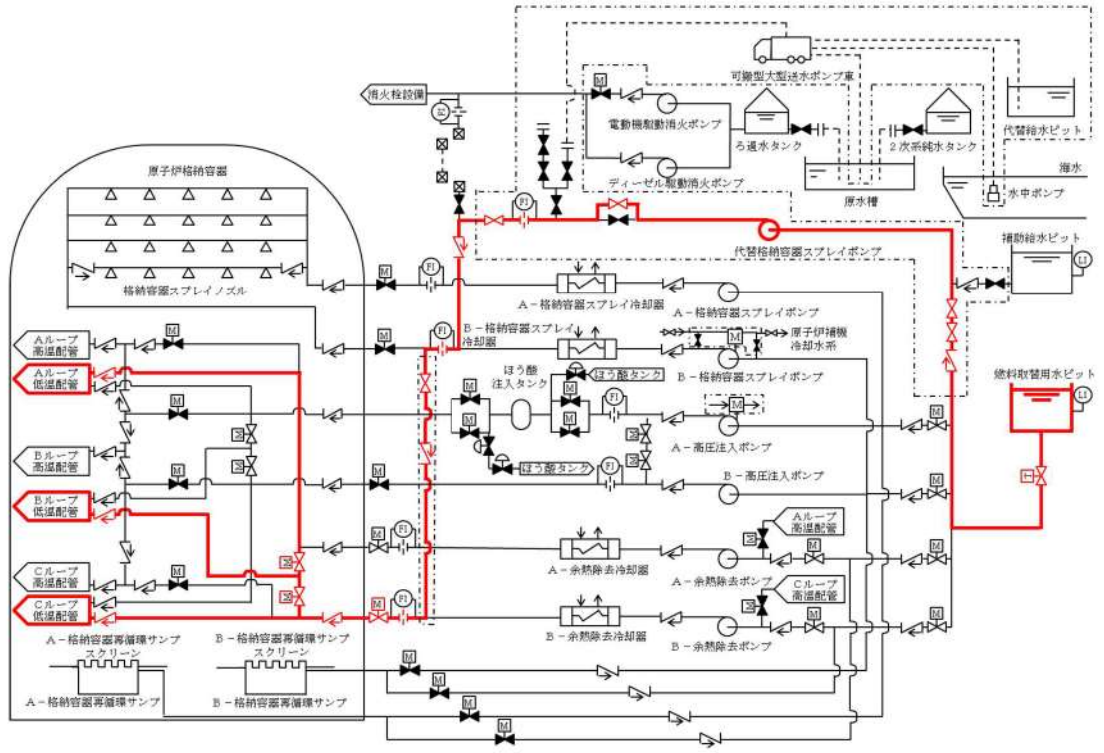 可搬型大型送水ポンプ車
消火栓設備
M
FI
電動機駆動消火ポンプ
ろ過水タンク
2次系純水タンク
代替給水ピット
海水
ディーゼル駆動消火ポンプ
原水槽
水中ポンプ
原子炉格納容器
FI
代替格納容器スプレイポンプ
補助給水ピット
LI
格納容器スプレイノズル
M
FI
A-格納容器スプレイ冷却器
A-格納容器スプレイポンプ
B-格納容器スプレイ
冷却器
M
原子炉補機
冷却水系
M
FI
B-格納容器スプレイポンプ
Aループ
高温配管
M
Aループ
低温配管
ほう酸
注入タンク
ほう酸タンク
M
M
FI
M
燃料取替用水ピット
LI
M
M
M
M
M
M
A-高圧注入ポンプ
M
Bループ
高温配管
M
ほう酸タンク
M
B-高圧注入ポンプ
M
M
FI
M
T
Bループ
低温配管
Aループ
高温配管
M
FI
M
M
M
M
A-余熱除去冷却器
A-余熱除去ポンプ
Cループ
高温配管
M
Cループ
高温配管
M
Cループ
低温配管
M
FI
M
M
M
B-余熱除去冷却器
B-余熱除去ポンプ
A-格納容器再循環サンプ
スクリーン
B-格納容器再循環サンプ
スクリーン
M
M
A-格納容器再循環サンプ
B-格納容器再循環サンプ
M
M